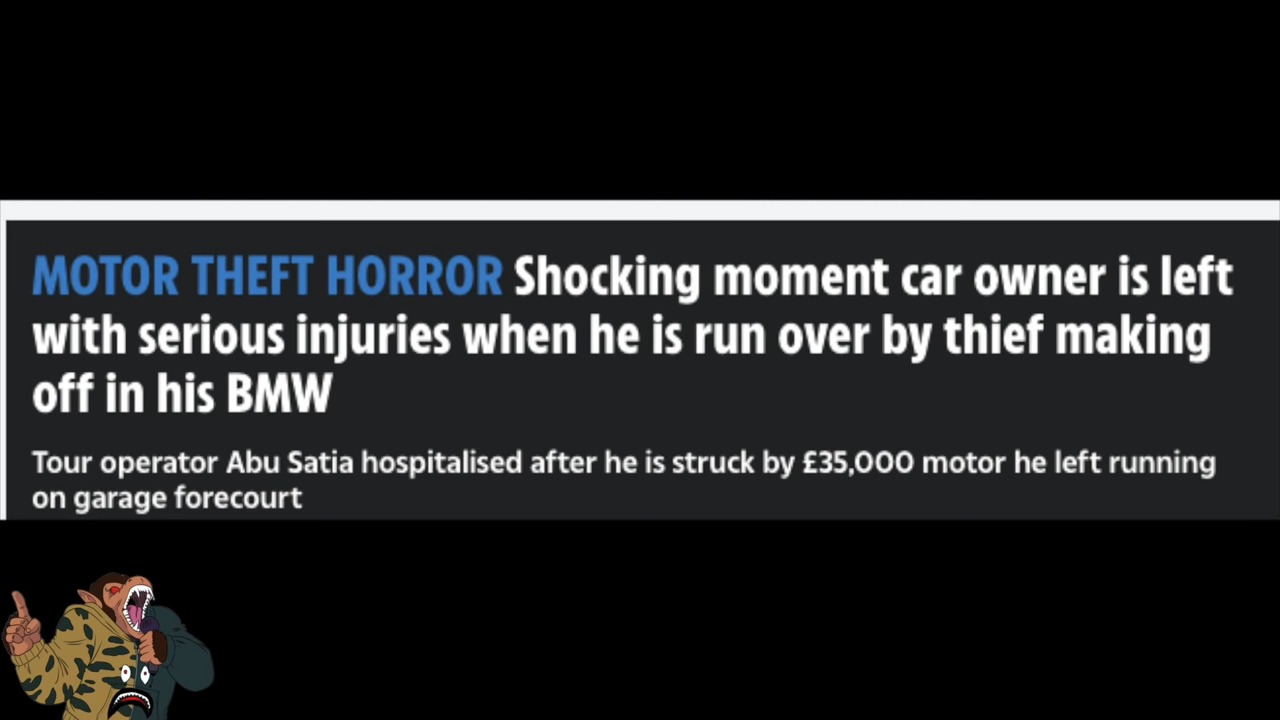 MOTOR THEFT HORROR Shocking moment car owner is left
with serious injuries when he is run over by thief making
off in his BMW
Tour operator Abu Satia hospitalised after he is struck by £35,000 motor he left running
on garage forecourt